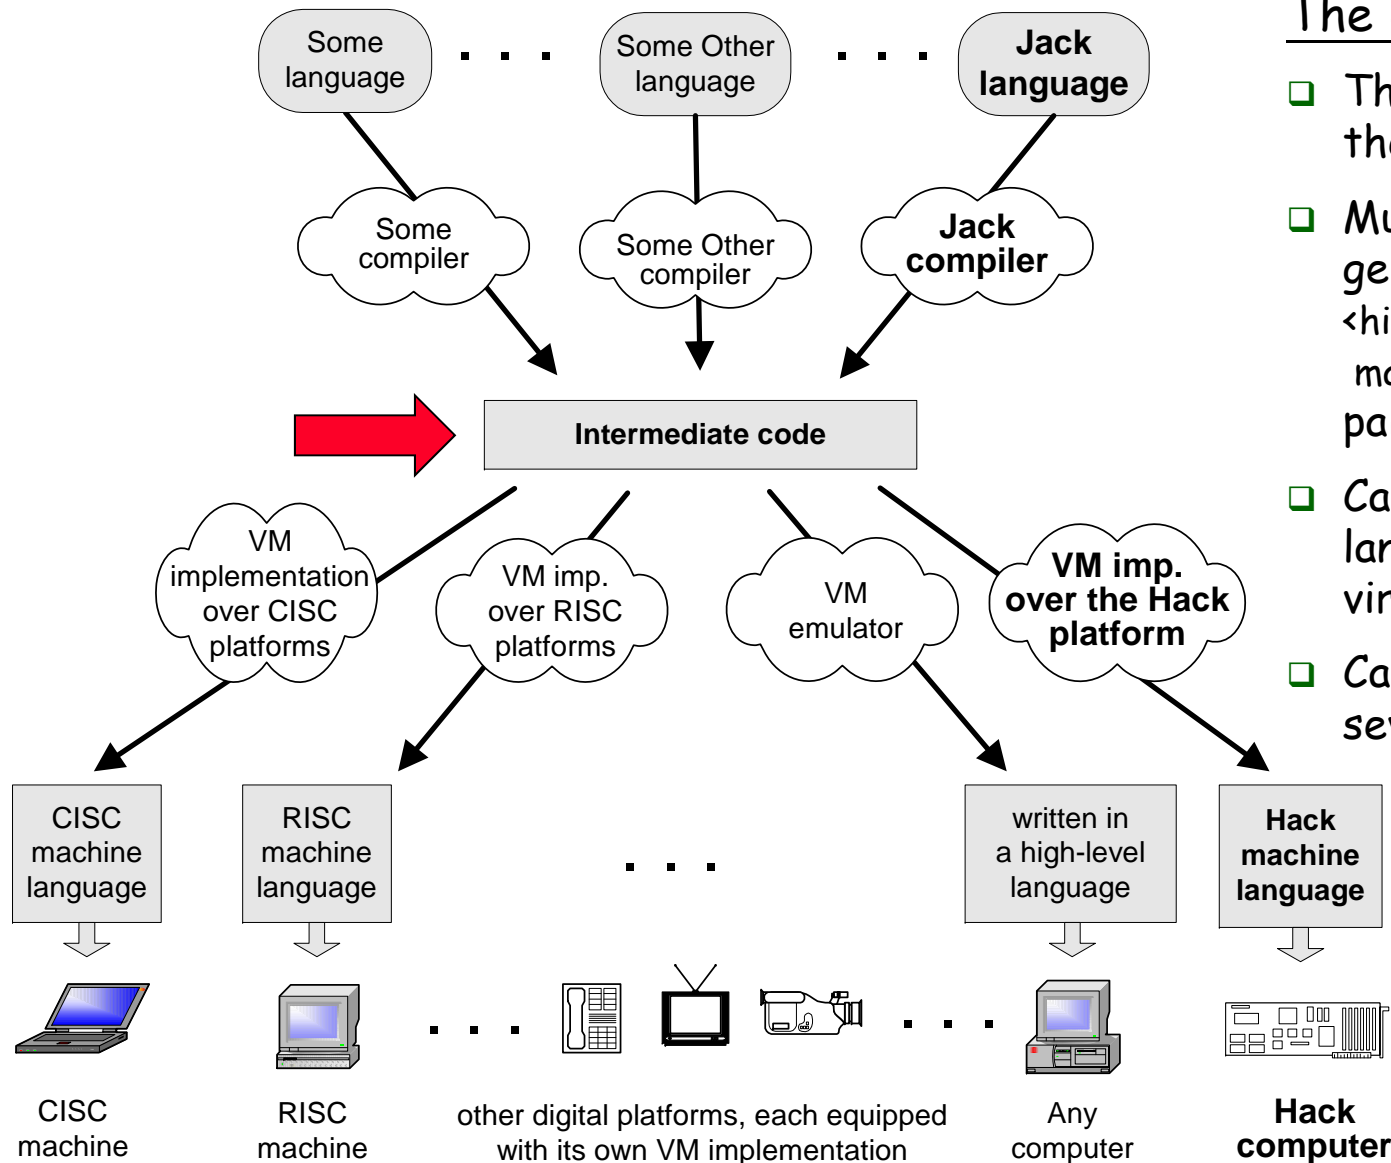 Some
language
. . .
Some Other
language
. . .
Jack
language
Some
compiler
Some Other
compiler
Jack
compiler
Intermediate code
VM
implementation
over CISC
platforms
VM imp.
over RISC
platforms
VM
emulator
VM imp.
over the Hack
platform
CISC
machine
language
RISC
machine
language
. . .
written in
a high-level
language
Hack
machine
language
. . .
. . .
CISC
machine
RISC
machine
other digital platforms, each equipped
with its own VM implementation
Any
computer
Hack
computer
The